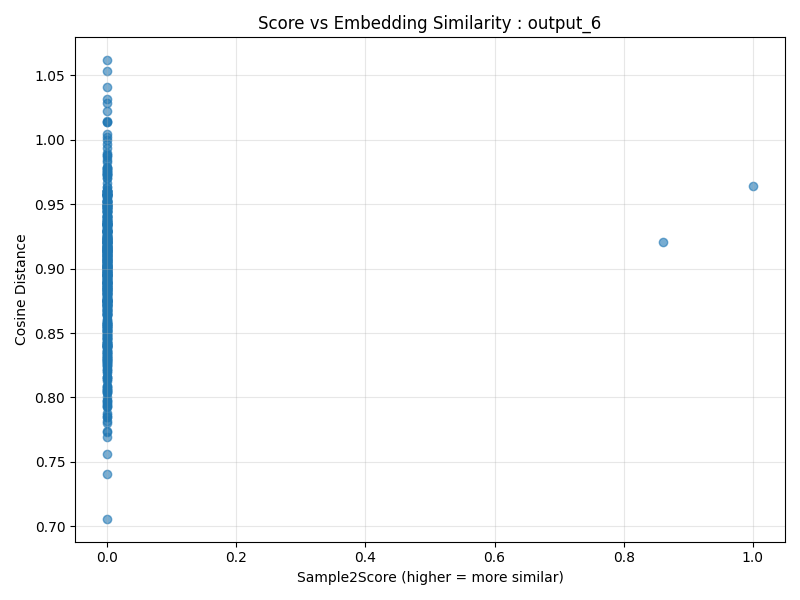 Score vs Embedding Similarity : output_6
Cosine Distance
1.05
1.00
0.95
0.90
0.85
0.80
0.75
0.70
0.0 0.2 0.4 0.6 0.8 1.0
Sample2Score (higher = more similar)